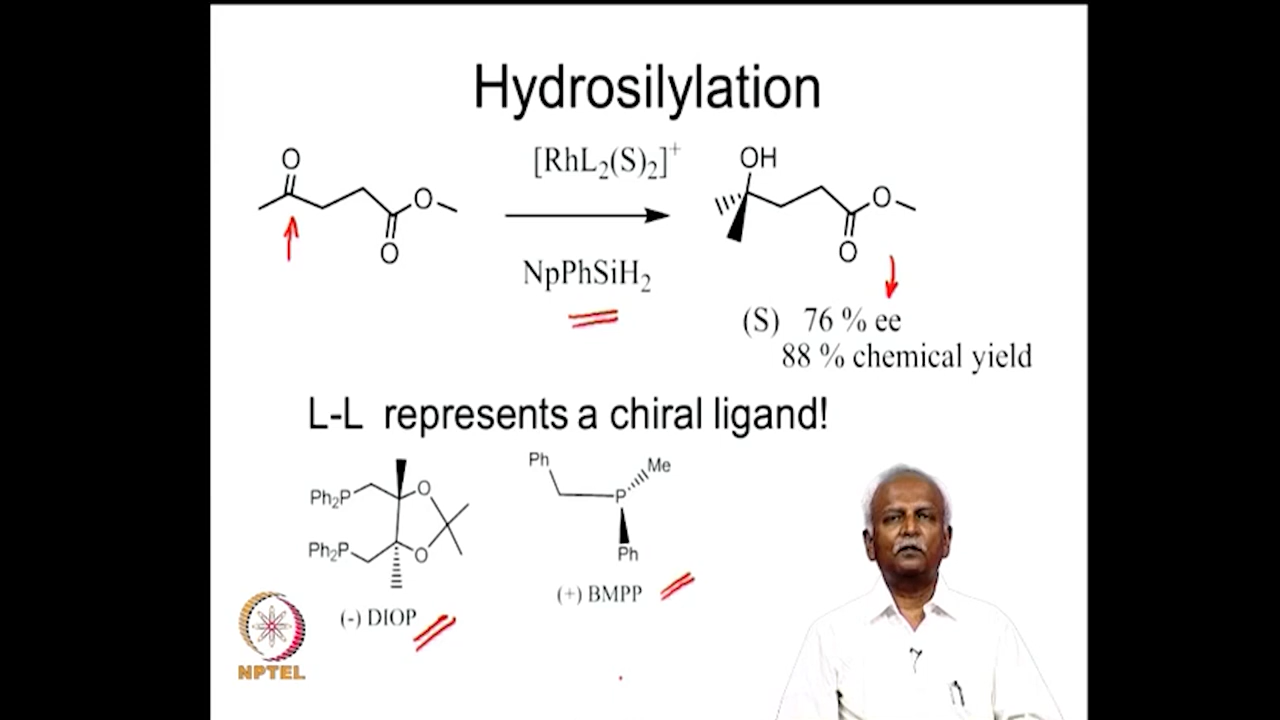 Hydrosilylation
O
O
O
[RhL₂(S)₂]⁺
NpPhSiH₂
OH
O
O
(S) 76 % ee
88 % chemical yield
L-L represents a chiral ligand!
Ph₂P
O
Ph₂P
O
(-) DIOP
Ph
Me
P
Ph
(+) BMPP
NPTEL